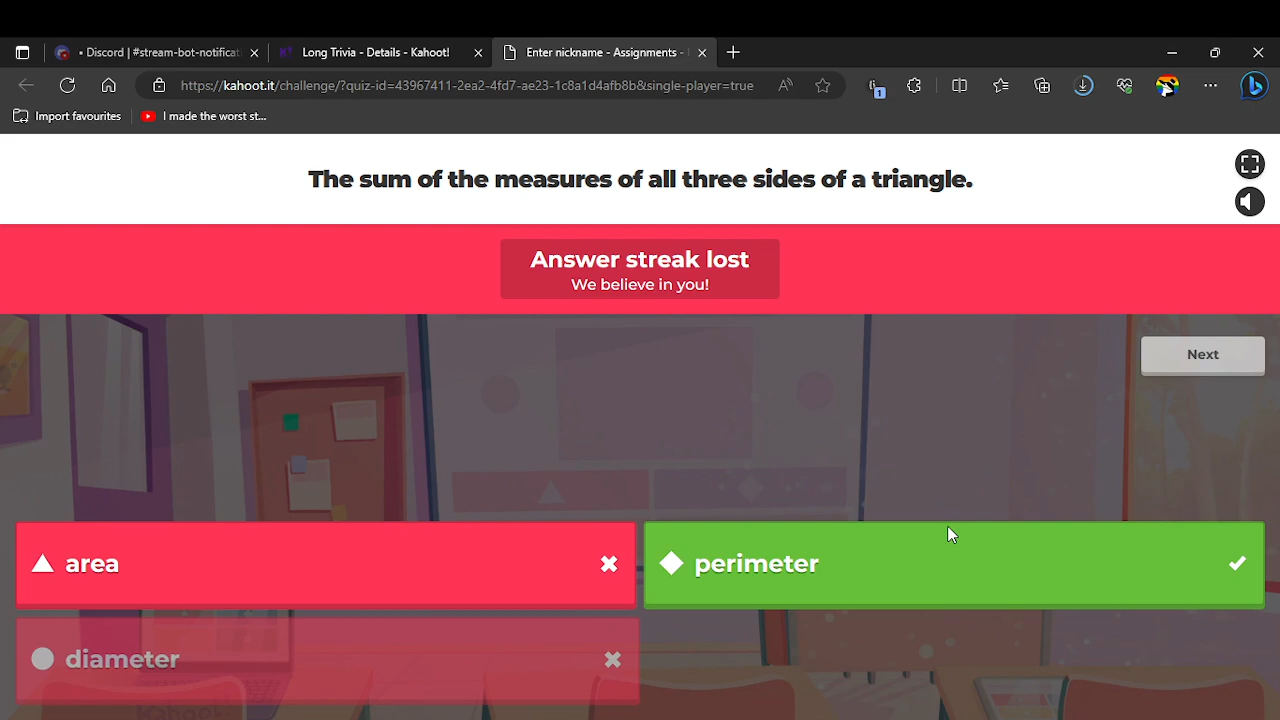 • Discord | #stream-bot-notificat
Long Trivia - Details - Kahoot!
Enter nickname - Assignments -
https://kahoot.it/challenge/?quiz-id=43967411-2ea2-4fd7-ae23-1c8a1d4afb8b&single-player=true
1
Import favourites
I made the worst st...
The sum of the measures of all three sides of a triangle.
Answer streak lost
We believe in you!
Next
area
perimeter
diameter
Kahoot!